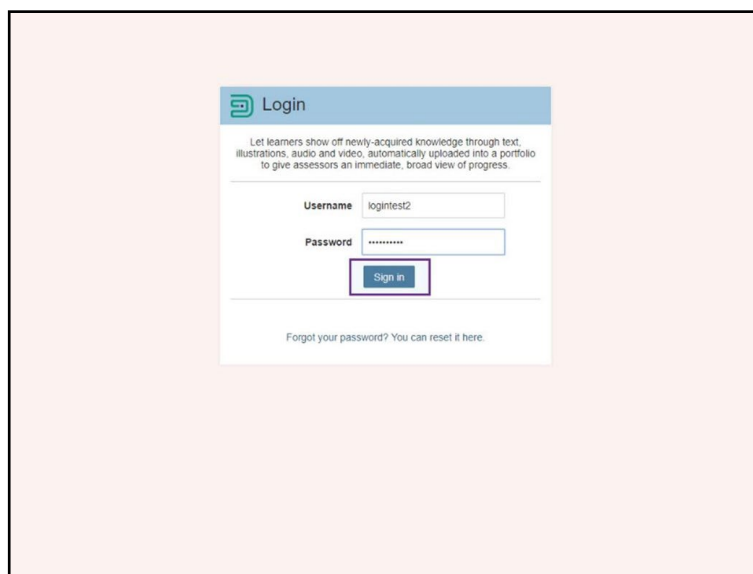 Login
Let learners show off newly-acquired knowledge through text,
illustrations, audio and video, automatically uploaded into a portfolio
to give assessors an immediate, broad view of progress.
Username logintest2
Password ••••••••••
Sign in
Forgot your password? You can reset it here.